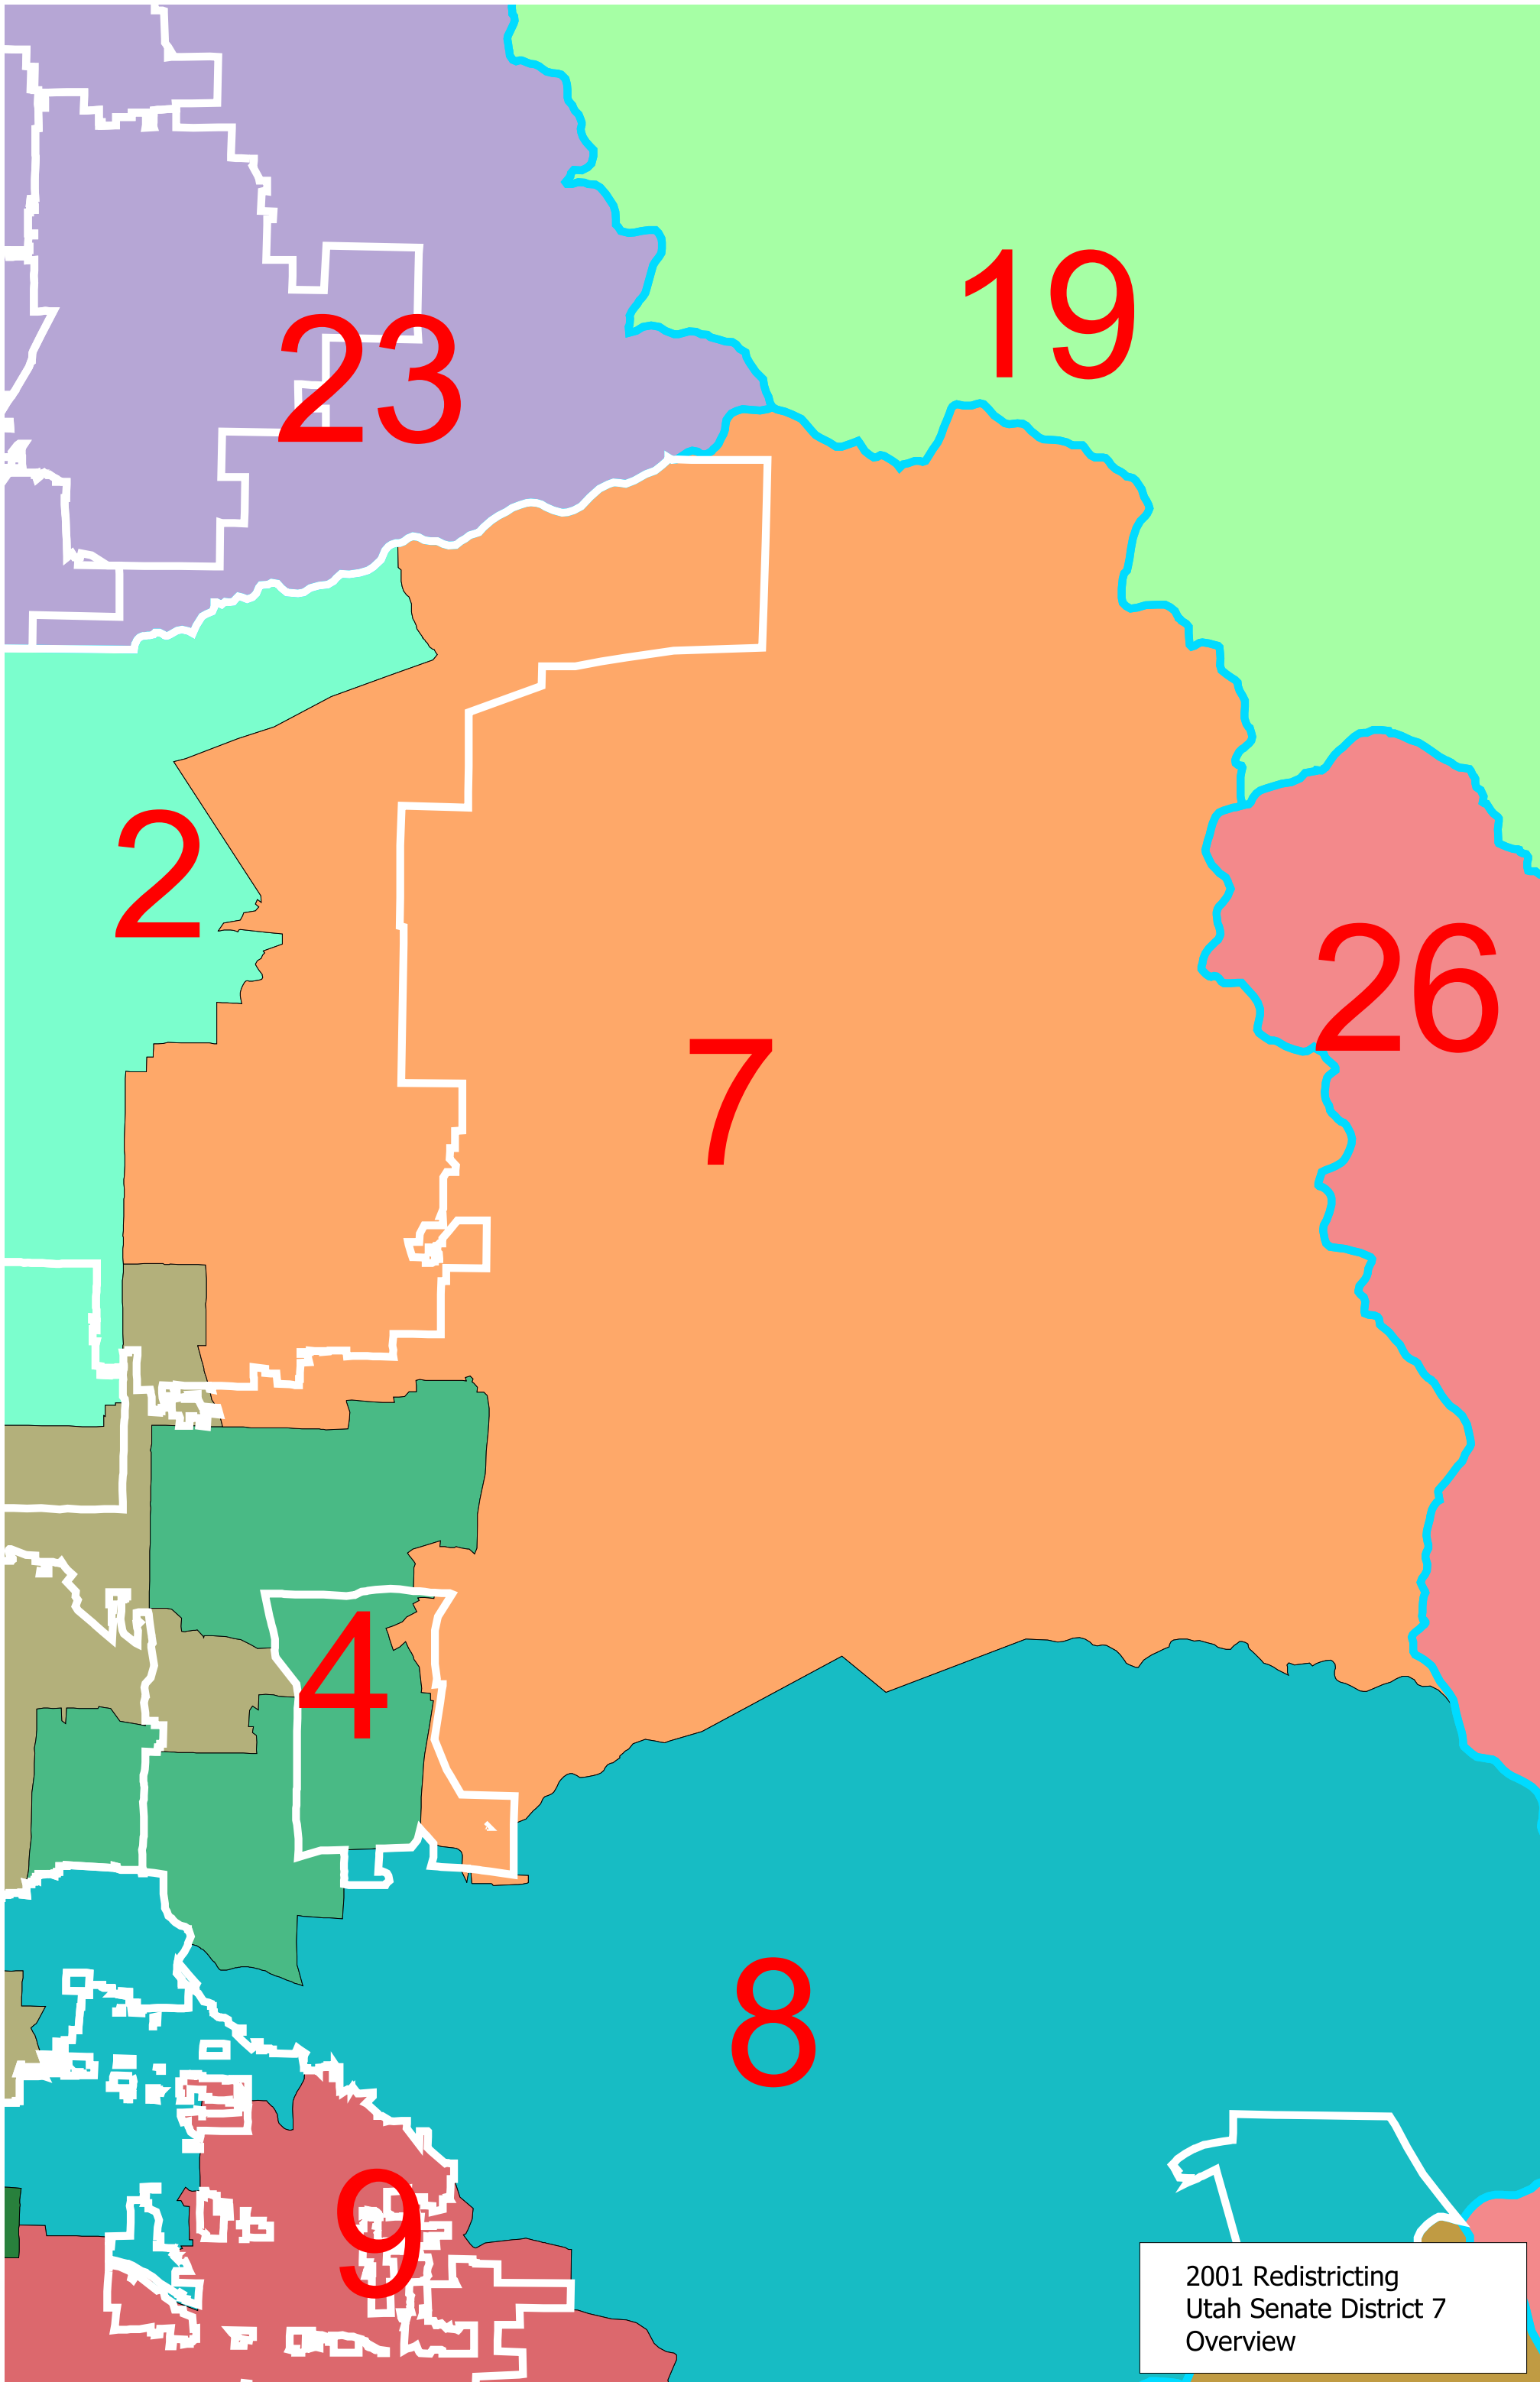 19
23
2
26
7
4
8
9
2001 Redistricting
Utah Senate District 7
Overview